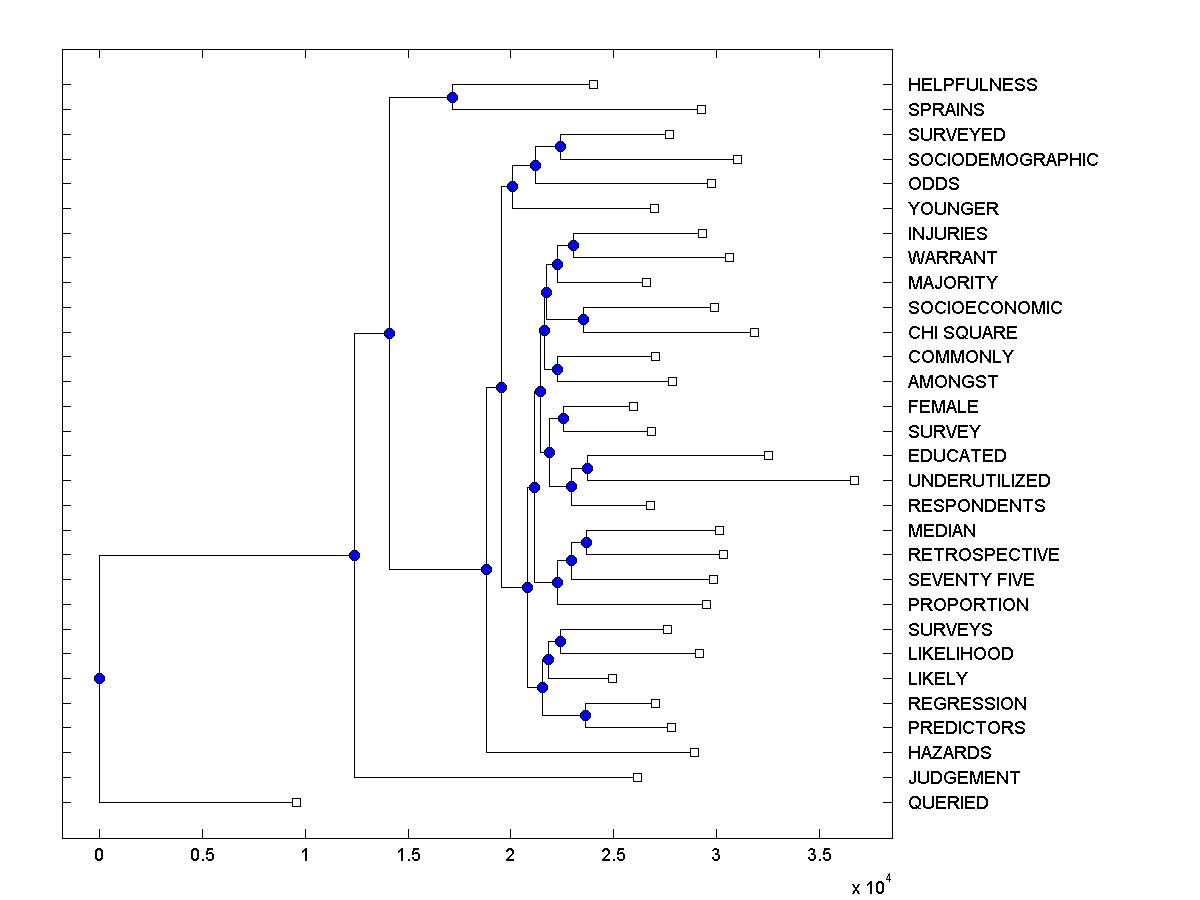 HELPFULNESS
SPRAINS
SURVEYED
SOCIODEMOGRAPHIC
ODDS
YOUNGER
INJURIES
WARRANT
MAJORITY
SOCIOECONOMIC
CHI SQUARE
COMMONLY
AMONGST
FEMALE
SURVEY
EDUCATED
UNDERUTILIZED
RESPONDENTS
MEDIAN
RETROSPECTIVE
SEVENTY FIVE
PROPORTION
SURVEYS
LIKELIHOOD
LIKELY
REGRESSION
PREDICTORS
HAZARDS
JUDGEMENT
QUERIED
0 0.5 1 1.5 2 2.5 3 3.5
x 10^4